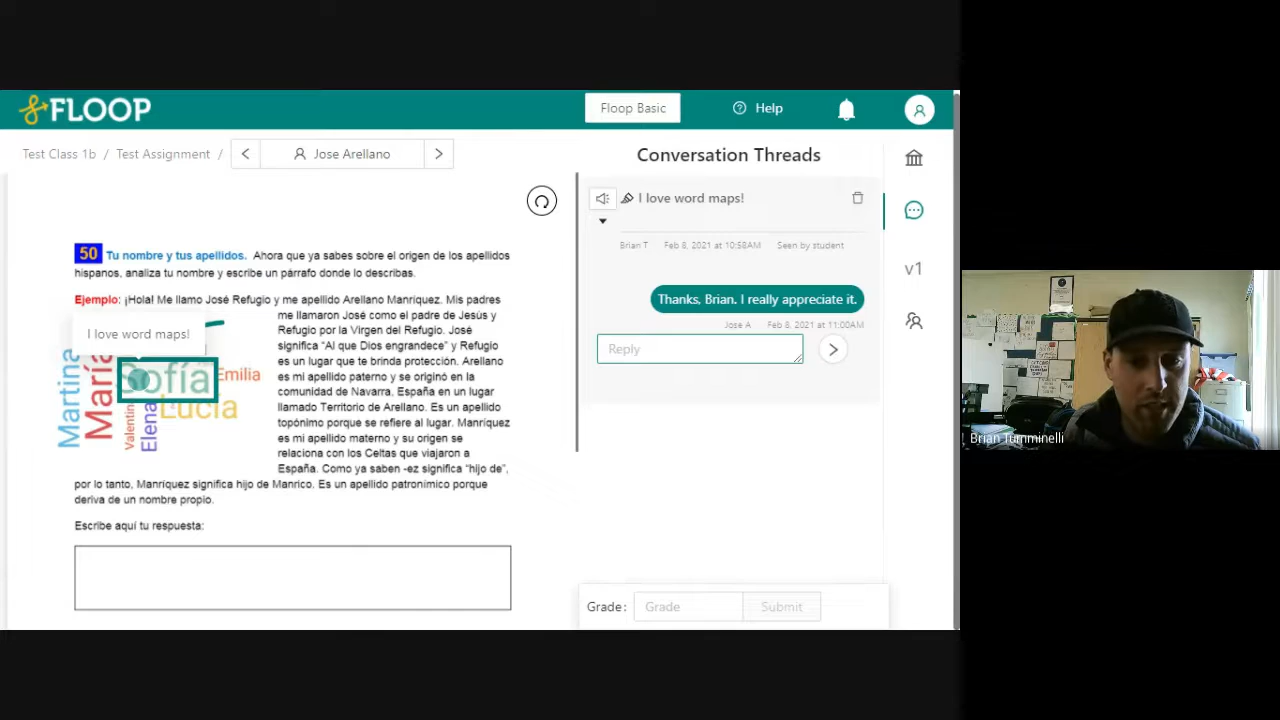 FLOOP
Floop Basic
Help
Test Class 1b / Test Assignment /
Jose Arellano
Conversation Threads
I love word maps!
Brian T Feb 8, 2021 at 10:58AM Seen by student
Thanks, Brian. I really appreciate it.
Jose A Feb 8, 2021 at 11:00AM
Reply
v1
50 Tu nombre y tus apellidos. Ahora que ya sabes sobre el origen de los apellidos
hispanos, analiza tu nombre y escribe un párrafo donde lo describas.
Ejemplo: ¡Hola! Me llamo José Refugio y me apellido Arellano Manríquez. Mis padres
me llamaron José como el padre de Jesús y
Refugio por la Virgen del Refugio. José
significa "Al que Dios engrandece" y Refugio
es un lugar que te brinda protección. Arellano
es mi apellido paterno y se originó en la
comunidad de Navarra, España en un lugar
llamado Territorio de Arellano. Es un apellido
topónimo porque se refiere al lugar. Manríquez
es mi apellido materno y su origen se
relaciona con los Celtas que viajaron a
España. Como ya saben -ez significa "hijo de",
por lo tanto, Manríquez significa hijo de Manrico. Es un apellido patronímico porque
deriva de un nombre propio.
I love word maps!
Martina
María
Sofía
Emilia
Valentin
Elena
Lucía
Escribe aquí tu respuesta:
Grade: Grade Submit
Brian Tumminelli